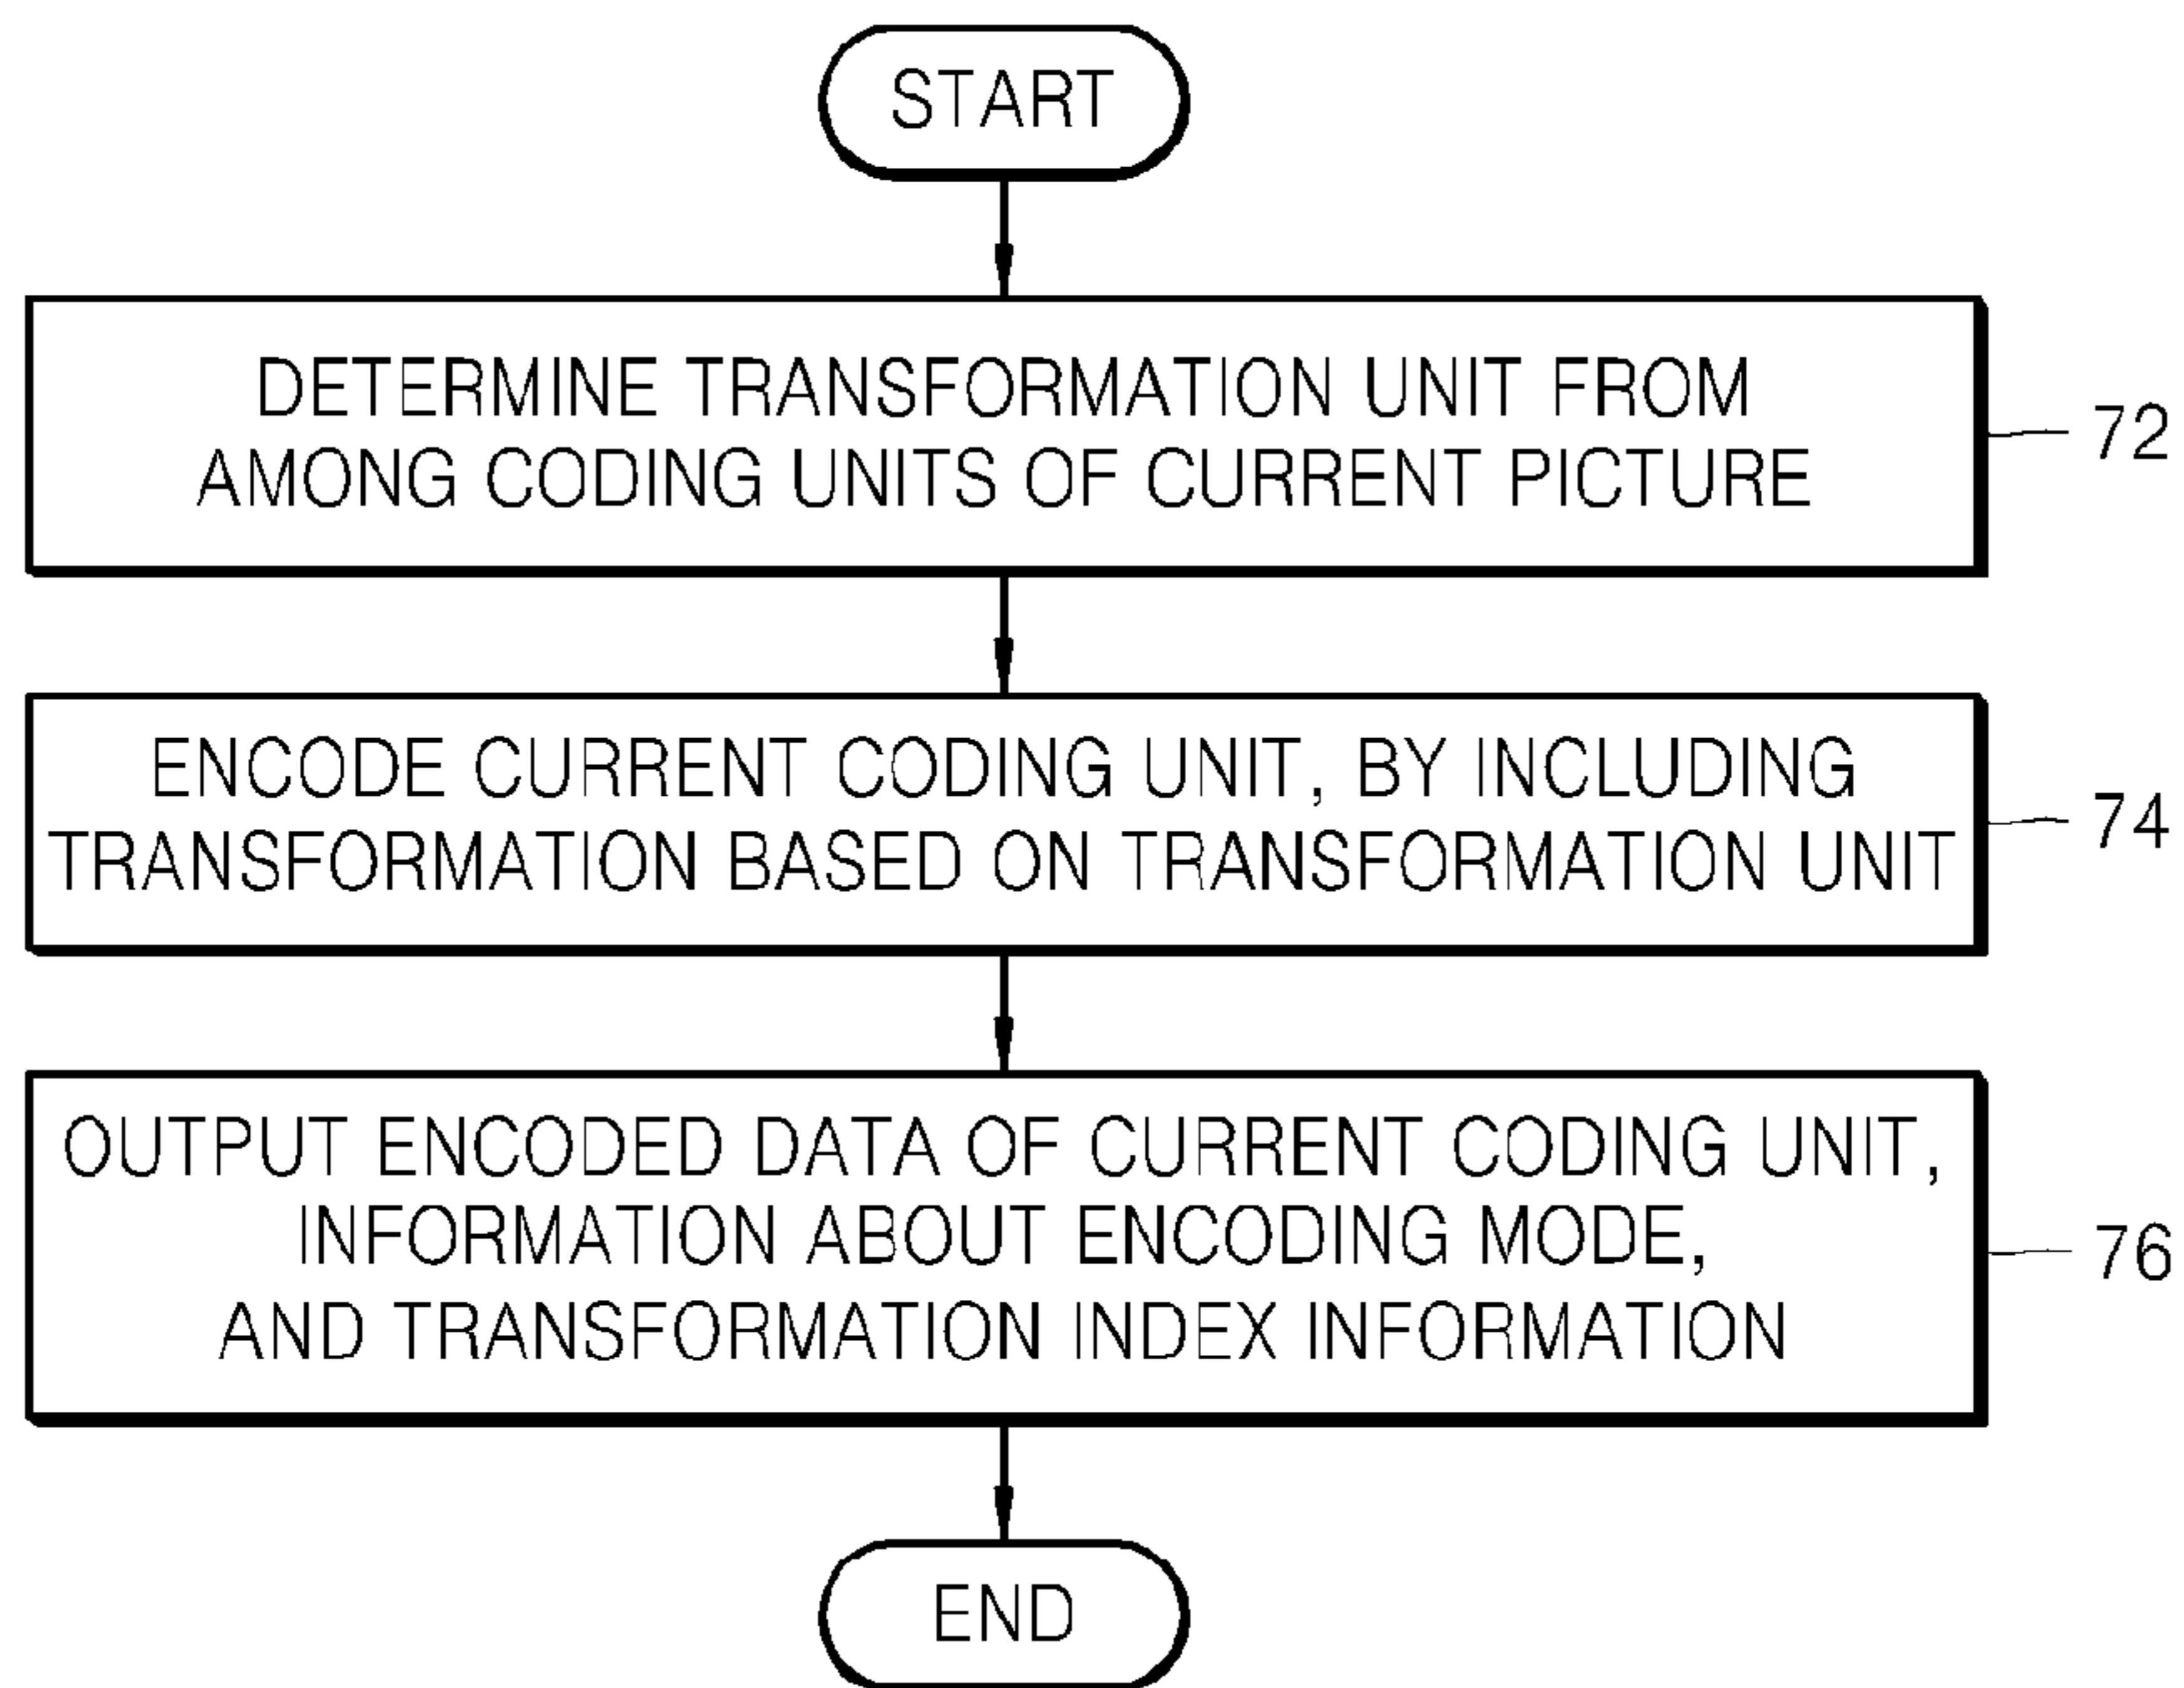 START
DETERMINE TRANSFORMATION UNIT FROM
AMONG CODING UNITS OF CURRENT PICTURE
72
ENCODE CURRENT CODING UNIT, BY INCLUDING
TRANSFORMATION BASED ON TRANSFORMATION UNIT
74
OUTPUT ENCODED DATA OF CURRENT CODING UNIT,
INFORMATION ABOUT ENCODING MODE,
AND TRANSFORMATION INDEX INFORMATION
76
END